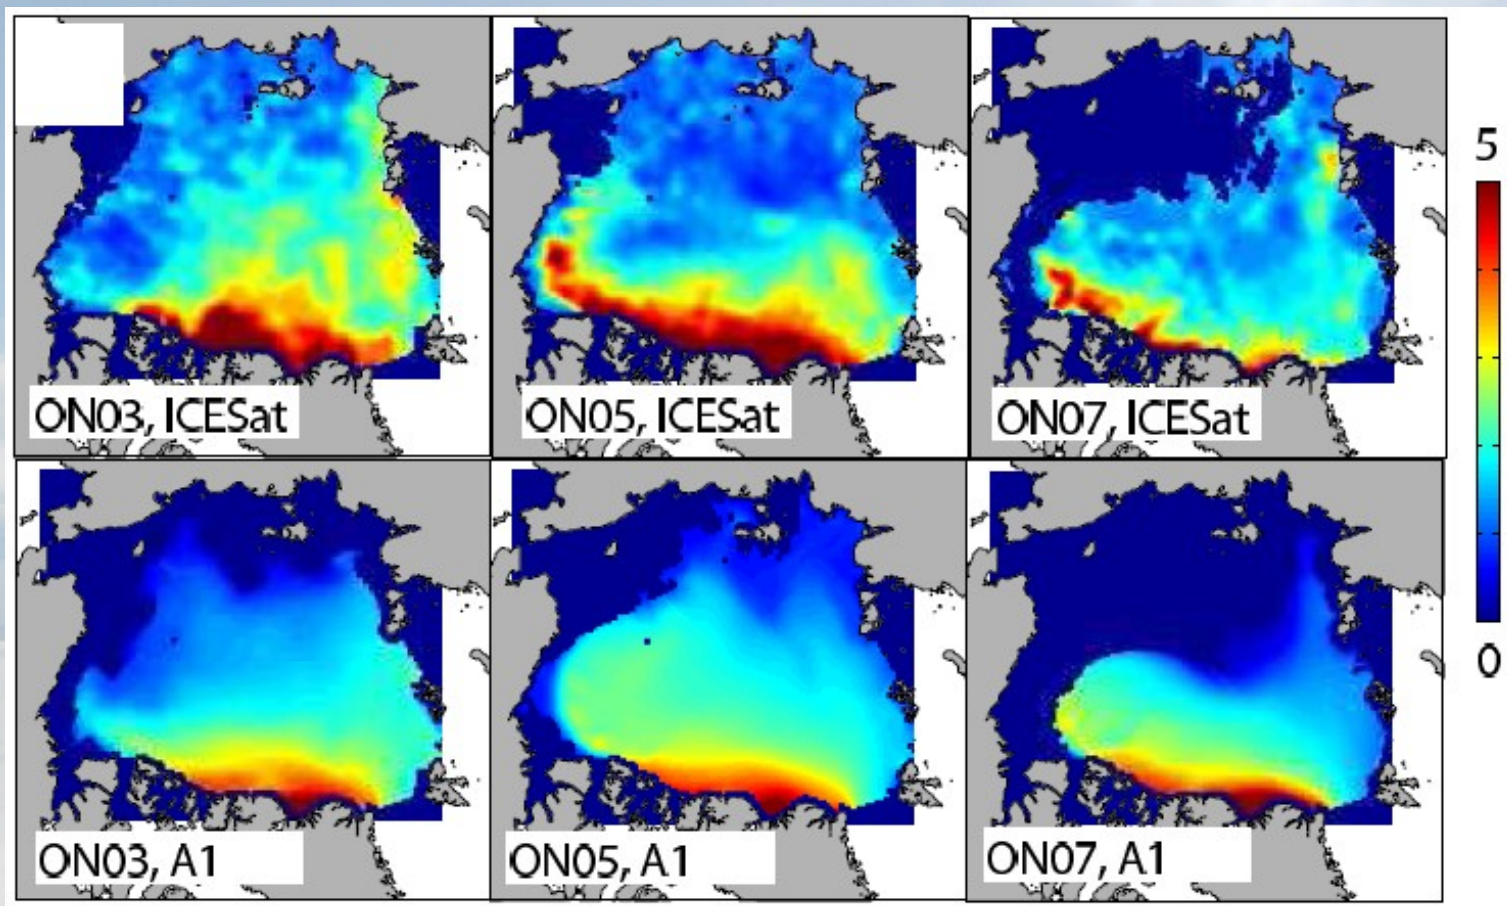 ON03, ICESat
ON05, ICESat
ON07, ICESat
5
0
ON03, A1
ON05, A1
ON07, A1